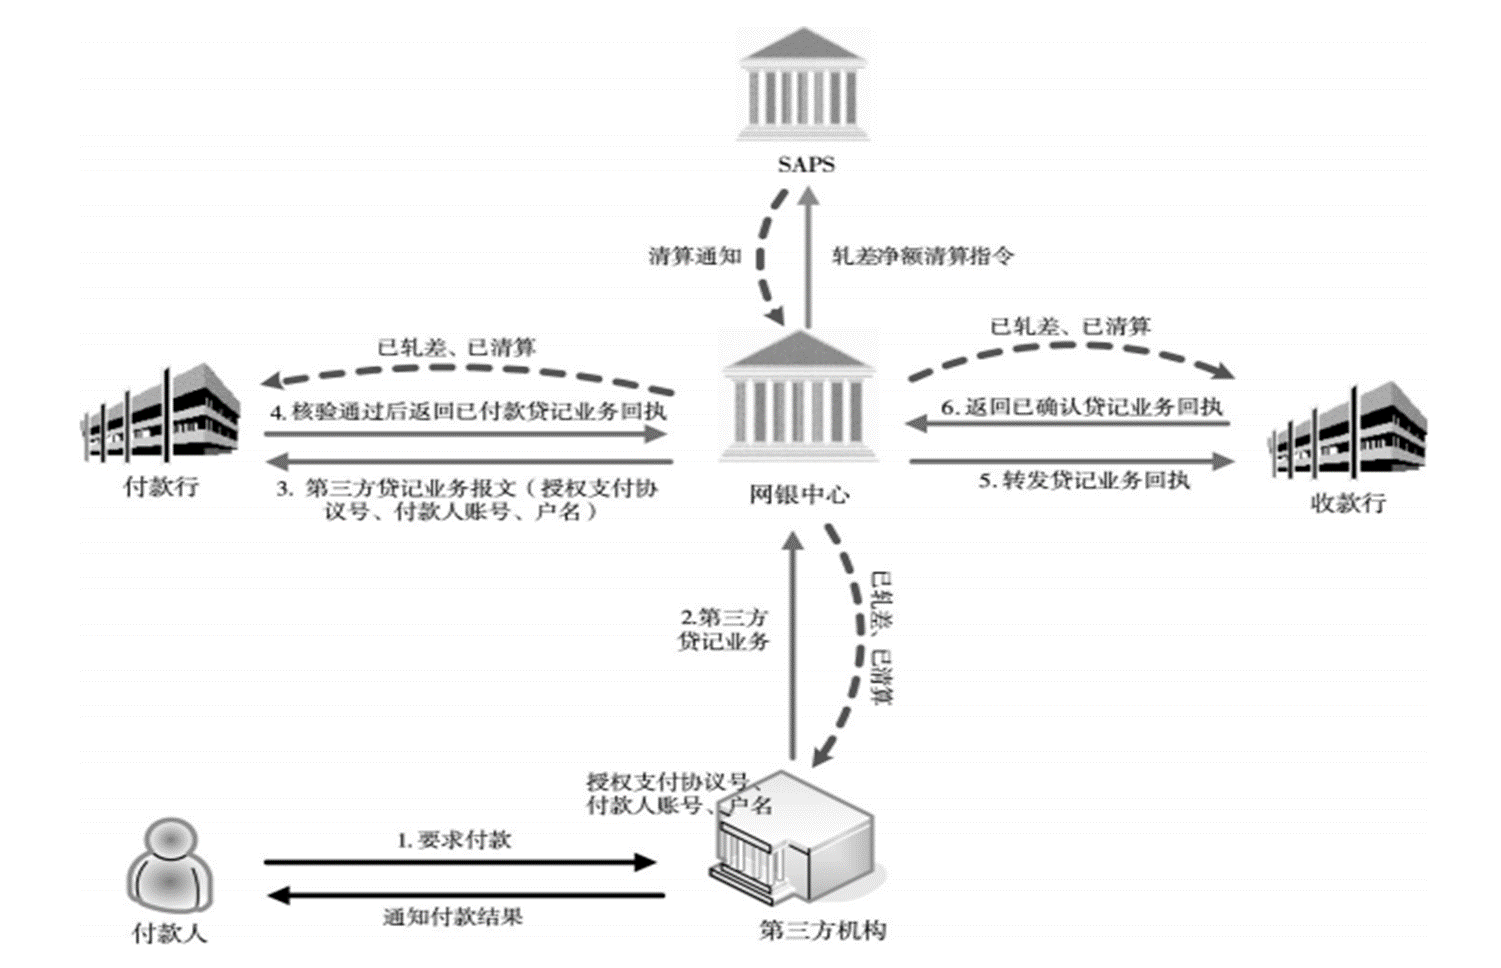 SAPS
清算通知
轧差净额清算指令
已轧差、已清算
已轧差、已清算
4.核验通过后返回已付款贷记业务回执
6.返回已确认贷记业务回执
付款行
3. 第三方贷记业务报文（授权支付协
议号、付款人账号、户名）
网银中心
5.转发贷记业务回执
收款行
2.第三方
贷记业务
已轧差、已清算
授权支付协议号、
付款人账号、户名
1.要求付款
通知付款结果
付款人
第三方机构